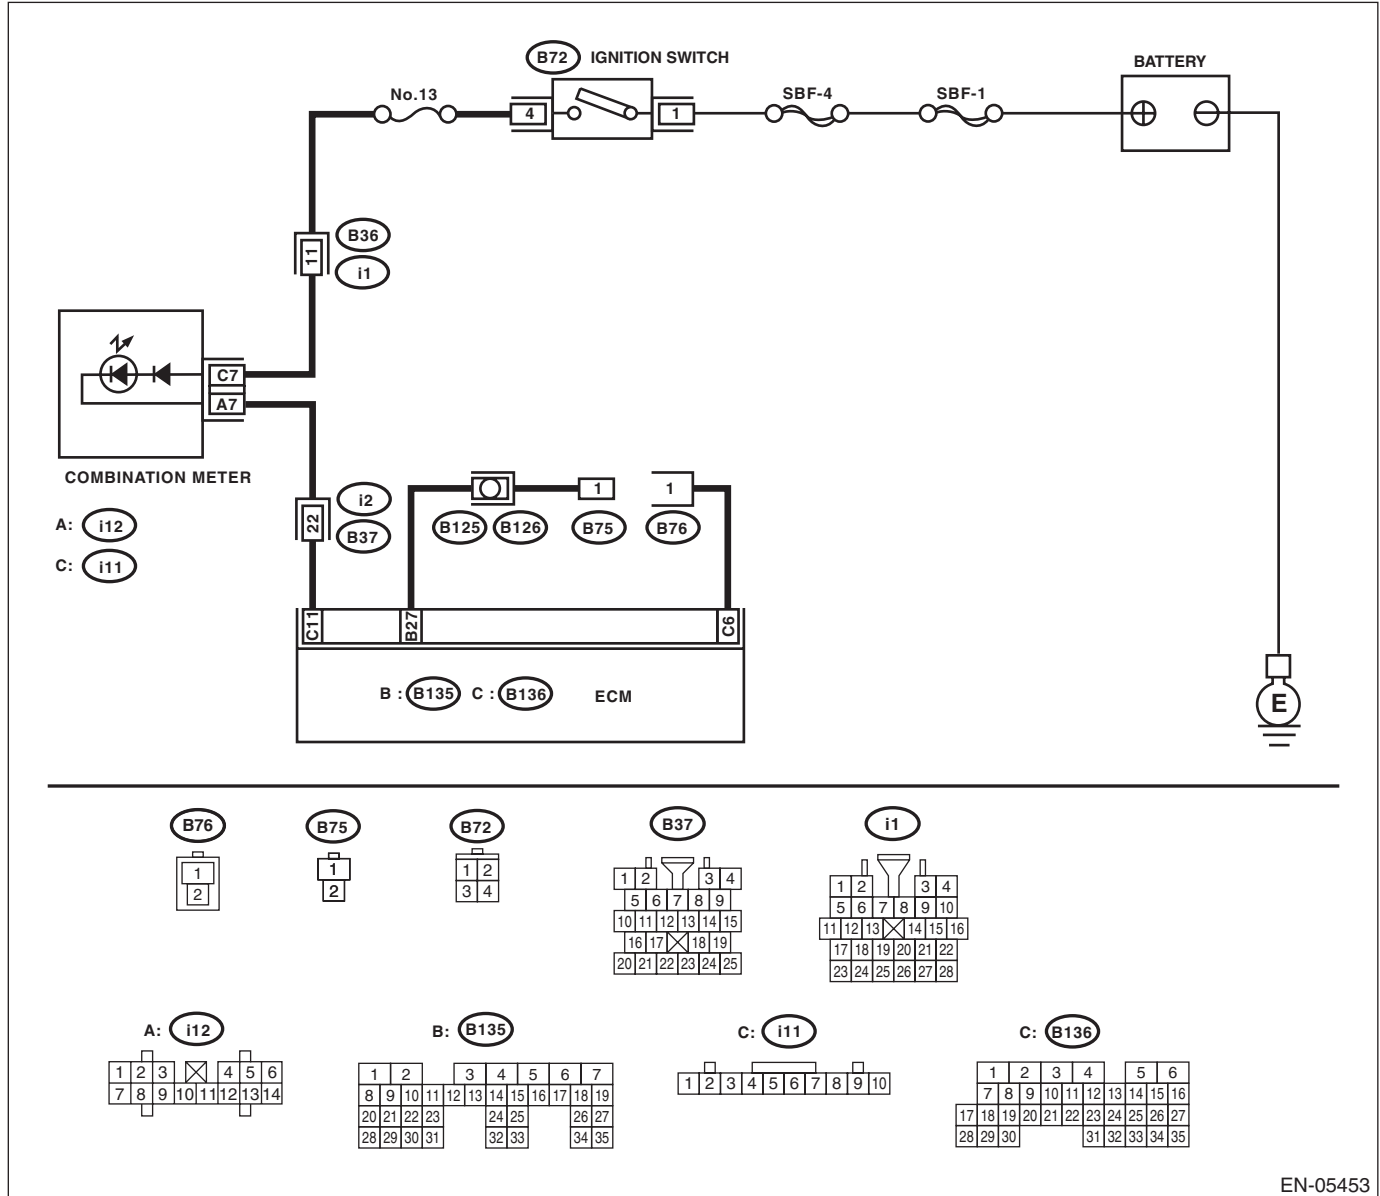 B72 IGNITION SWITCH
BATTERY
No.13
4
1
SBF-4
SBF-1
11
B36
i1
C7
A7
COMBINATION METER
A: i12
C: i11
22
i2
B37
1
1
B125 B126 B75 B76
C11
B27
C6
B : B135 C : B136 ECM
E
B76
1
2
B75
1
2
B72
1 2
3 4
B37
1 2 3 4
5 6 7 8 9
10 11 12 13 14 15
16 17 18 19
20 21 22 23 24 25
i1
1 2 3 4
5 6 7 8 9 10
11 12 13 14 15 16
17 18 19 20 21 22
23 24 25 26 27 28
A: i12
1 2 3 4 5 6
7 8 9 10 11 12 13 14
B: B135
1 2 3 4 5 6 7
8 9 10 11 12 13 14 15 16 17 18 19
20 21 22 23 24 25 26 27
28 29 30 31 32 33 34 35
C: i11
1 2 3 4 5 6 7 8 9 10
C: B136
1 2 3 4 5 6
7 8 9 10 11 12 13 14 15 16
17 18 19 20 21 22 23 24 25 26 27
28 29 30 31 32 33 34 35
EN-05453